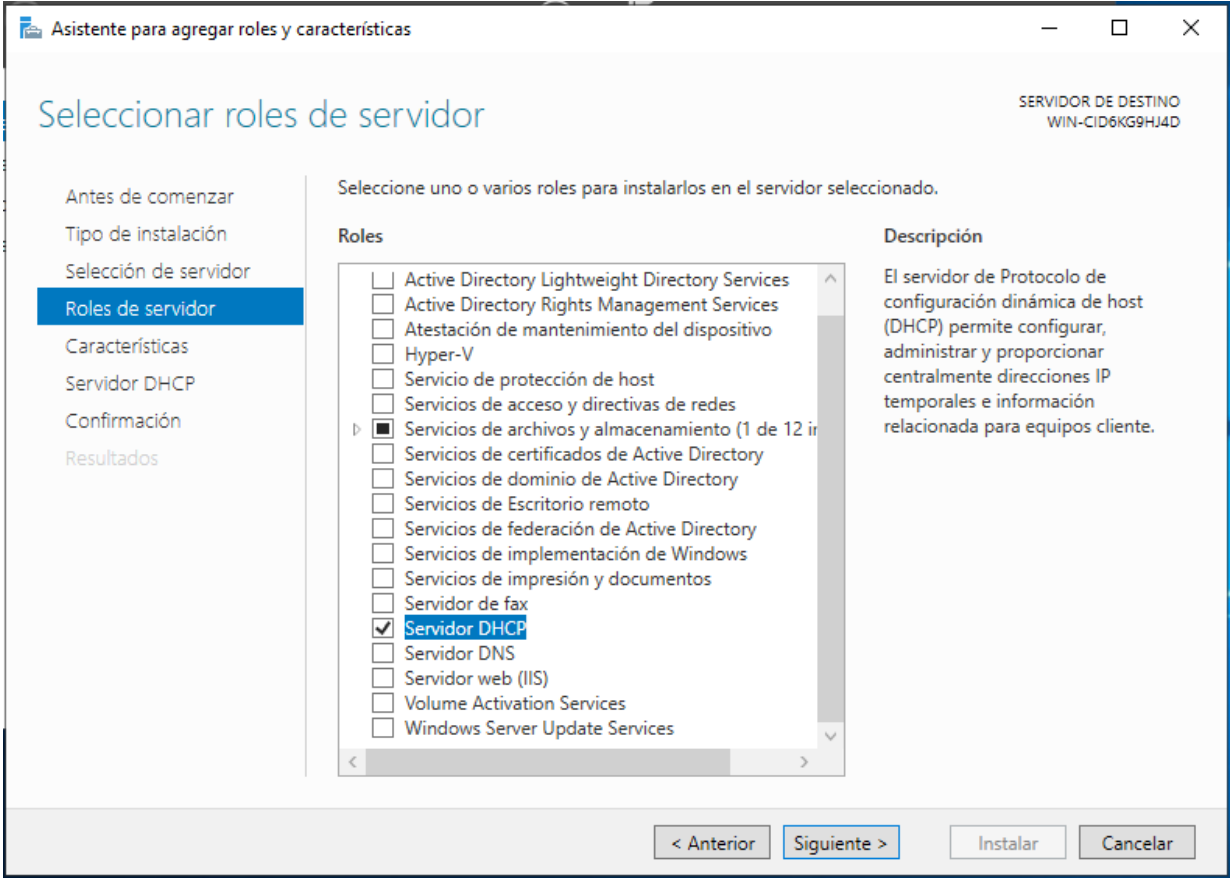 Asistente para agregar roles y características
Seleccionar roles de servidor
SERVIDOR DE DESTINO
WIN-CID6KG9HJ4D
Antes de comenzar
Tipo de instalación
Selección de servidor
Roles de servidor
Características
Servidor DHCP
Confirmación
Resultados
Seleccione uno o varios roles para instalarlos en el servidor seleccionado.
Roles
Active Directory Lightweight Directory Services
Active Directory Rights Management Services
Atestación de mantenimiento del dispositivo
Hyper-V
Servicio de protección de host
Servicios de acceso y directivas de redes
Servicios de archivos y almacenamiento (1 de 12 in
Servicios de certificados de Active Directory
Servicios de dominio de Active Directory
Servicios de Escritorio remoto
Servicios de federación de Active Directory
Servicios de implementación de Windows
Servicios de impresión y documentos
Servidor de fax
Servidor DHCP
Servidor DNS
Servidor web (IIS)
Volume Activation Services
Windows Server Update Services
Descripción
El servidor de Protocolo de
configuración dinámica de host
(DHCP) permite configurar,
administrar y proporcionar
centralmente direcciones IP
temporales e información
relacionada para equipos cliente.
< Anterior
Siguiente >
Instalar
Cancelar